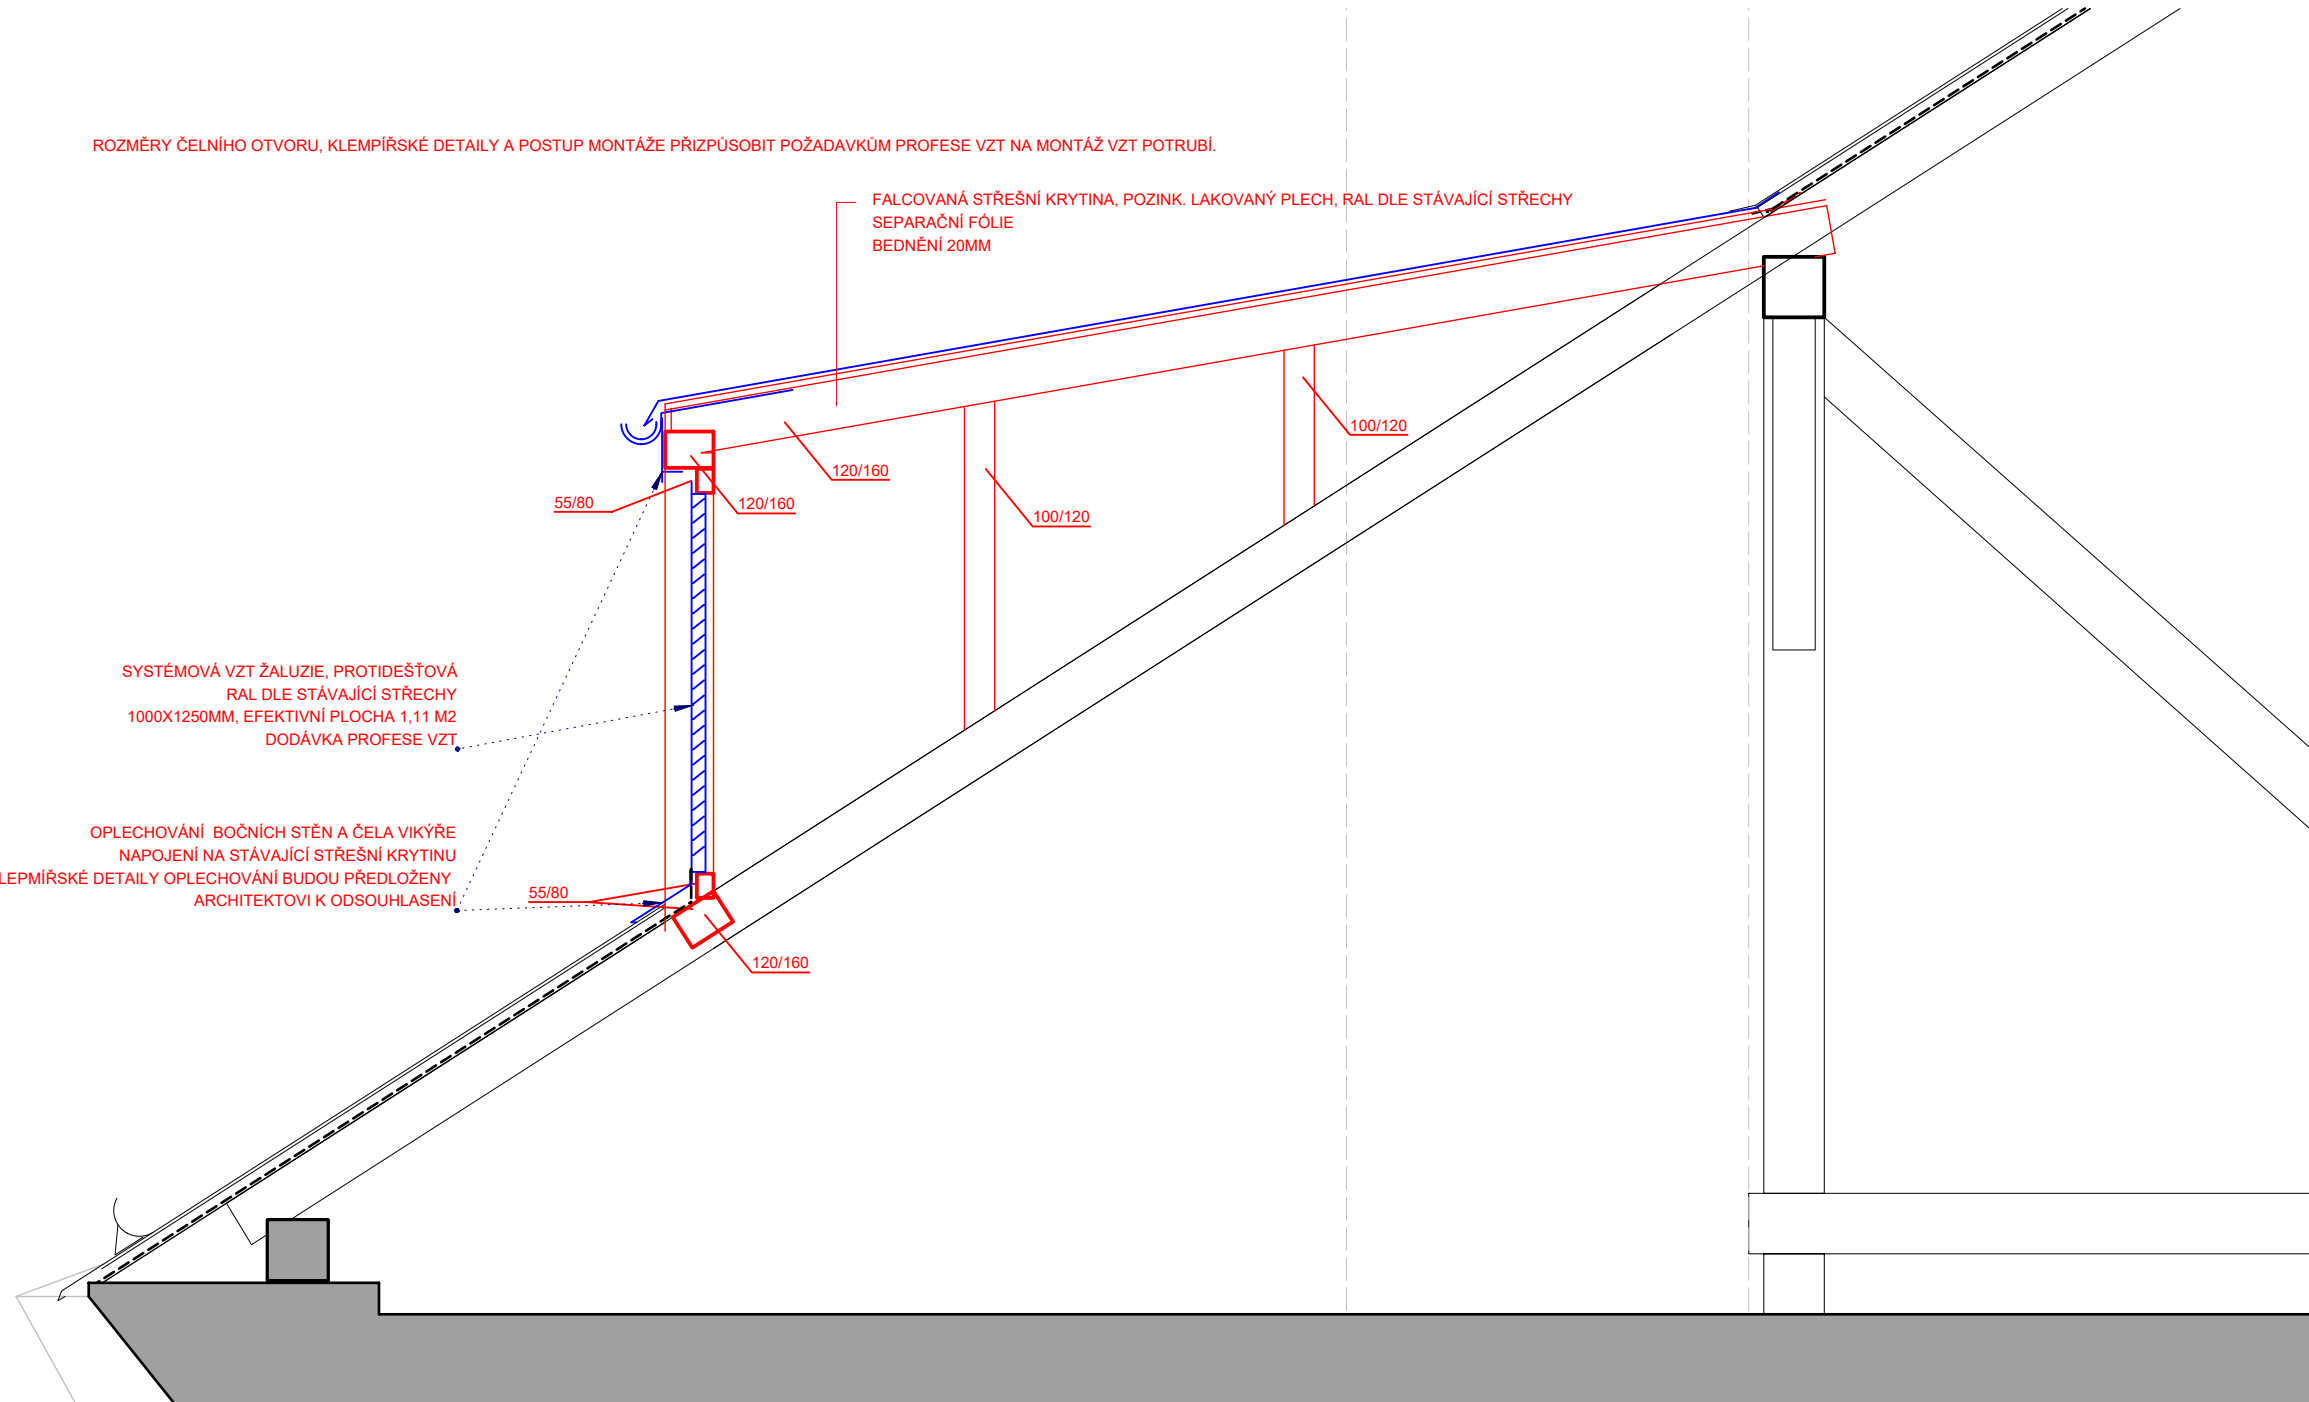 ROZMĚRY ČELNÍHO OTVORU, KLEMPÍŘSKÉ DETAILY A POSTUP MONTÁŽE PŘIZPŮSOBIT POŽADAVKŮM PROFESE VZT NA MONTÁŽ VZT POTRUBÍ.
FALCOVANÁ STŘEŠNÍ KRYTINA, POZINK. LAKOVANÝ PLECH, RAL DLE STÁVAJÍCÍ STŘECHY
SEPARAČNÍ FÓLIE
BEDNĚNÍ 20MM
100/120
120/160
55/80
120/160
100/120
SYSTÉMOVÁ VZT ŽALUZIE, PROTIDEŠŤOVÁ
RAL DLE STÁVAJÍCÍ STŘECHY
1000X1250MM, EFEKTIVNÍ PLOCHA 1,11 M2
DODÁVKA PROFESE VZT
OPLECHOVÁNÍ  BOČNÍCH STĚN A ČELA VIKÝŘE
NAPOJENÍ NA STÁVAJÍCÍ STŘEŠNÍ KRYTINU
LEPMÍŘSKÉ DETAILY OPLECHOVÁNÍ BUDOU PŘEDLOŽENY
ARCHITEKTOVI K ODSOUHLASENÍ
55/80
120/160